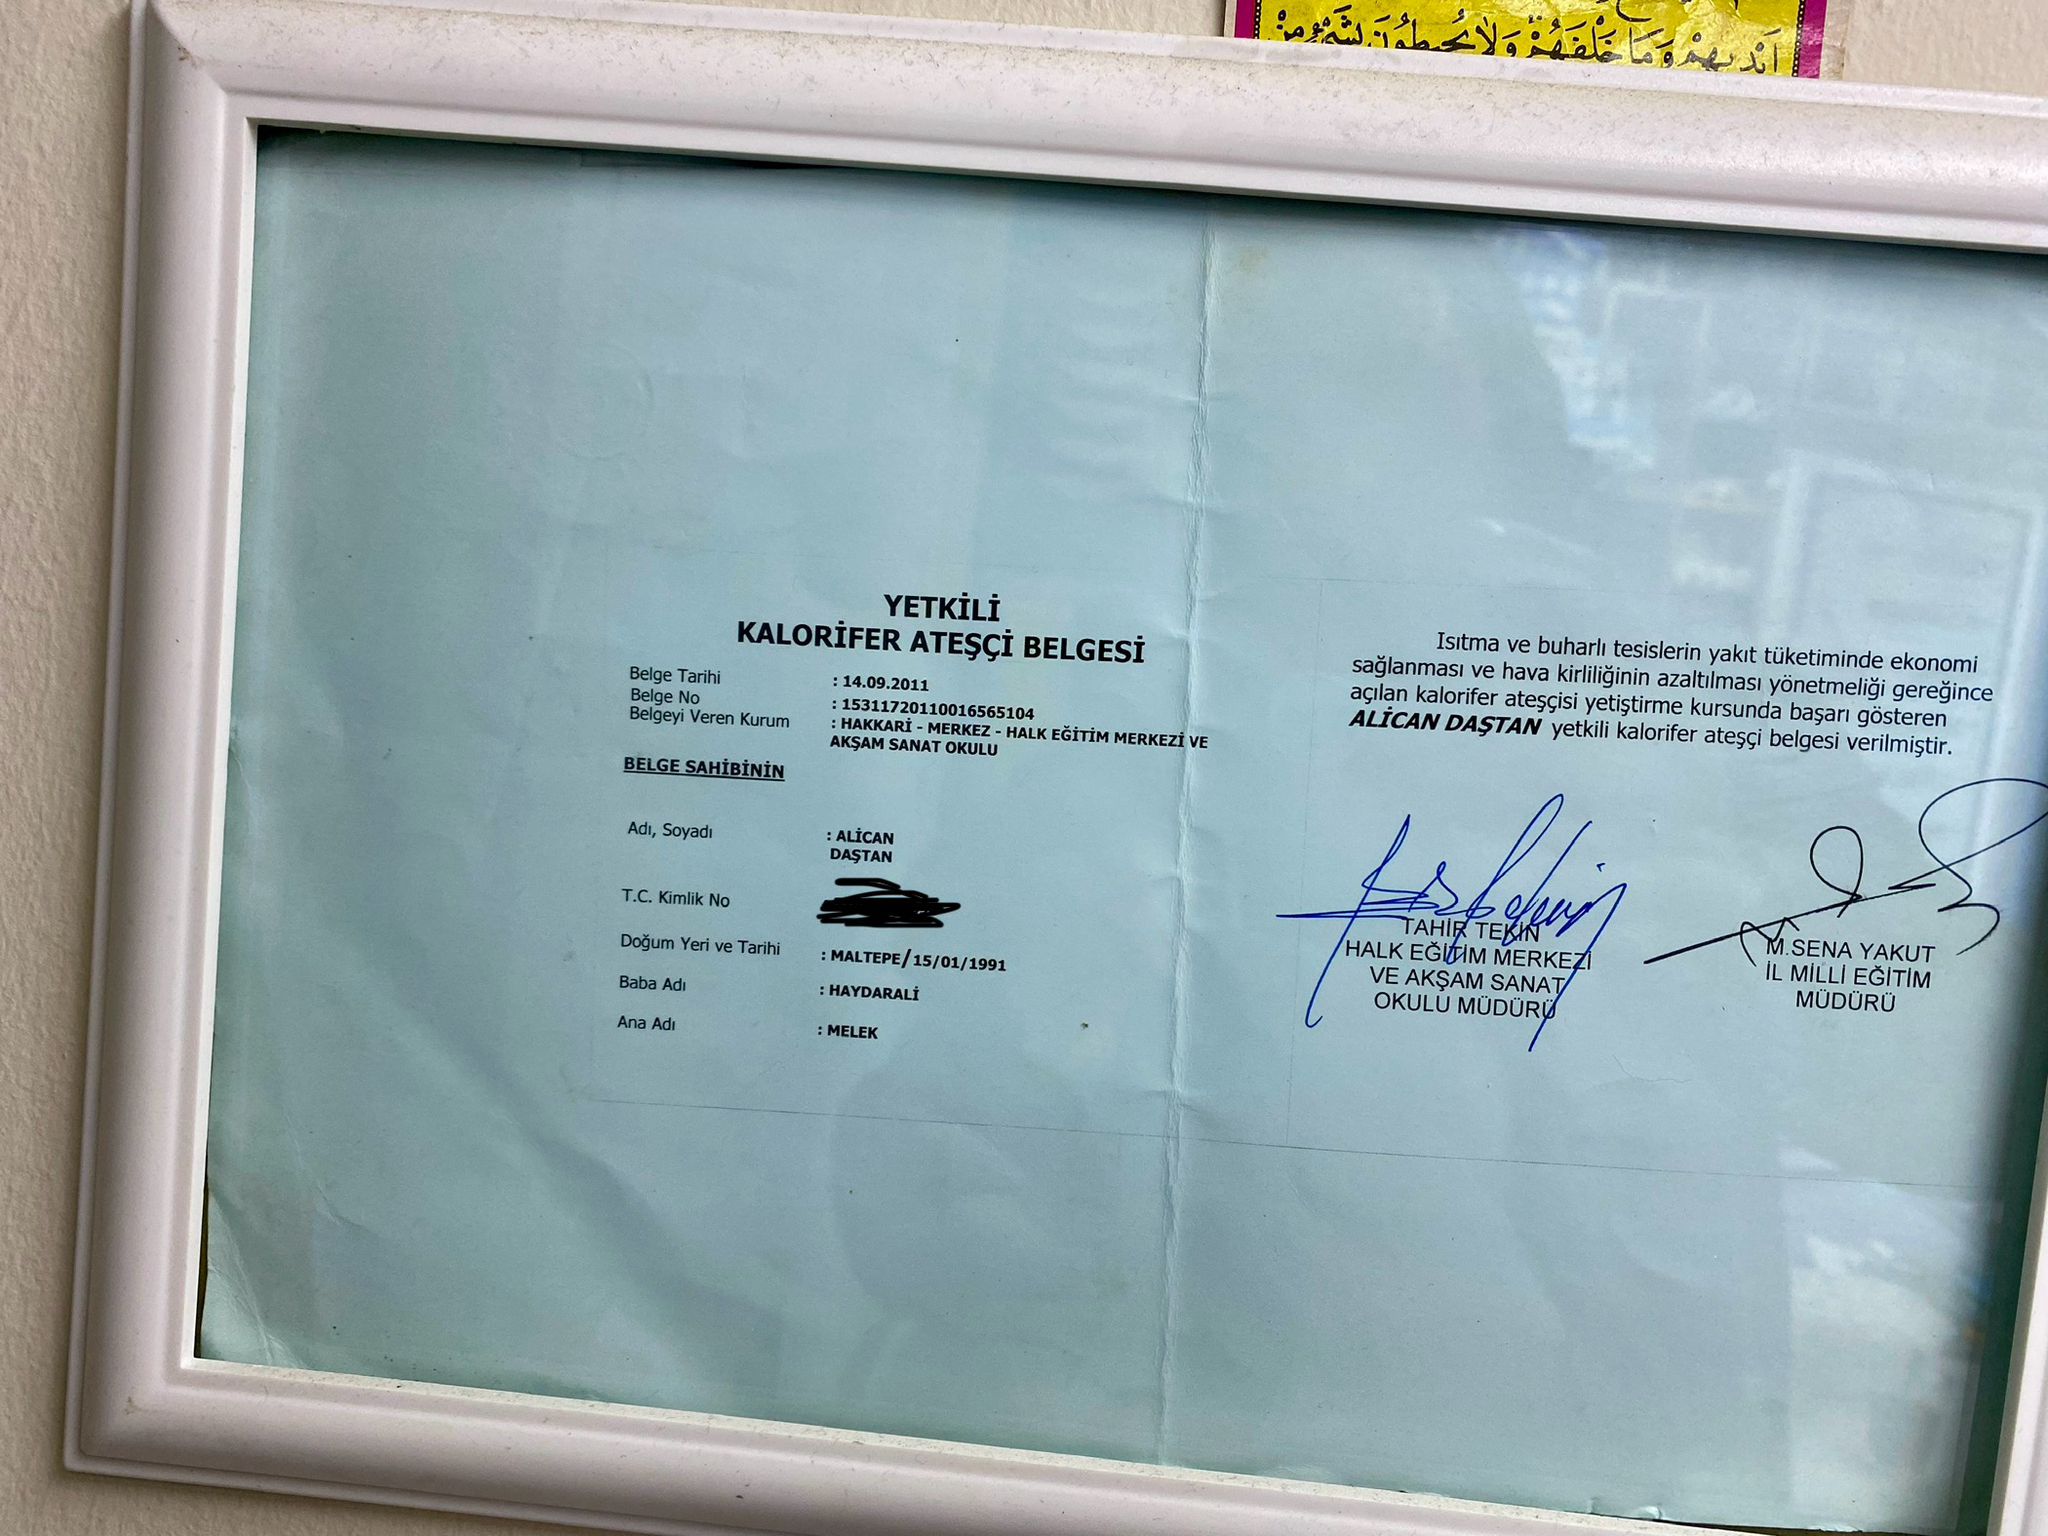 اَيْدِيهِمْ وَمَا خَلْفَهُمْ وَلَا يُحِيطُونَ بِشَيْءٍ مِنْ
YETKİLİ
KALORİFER ATEŞÇİ BELGESİ
Belge Tarihi : 14.09.2011
Belge No : 15311720110016565104
Belgeyi Veren Kurum : HAKKARİ - MERKEZ - HALK EĞİTİM MERKEZİ VE
AKŞAM SANAT OKULU
BELGE SAHİBİNİN
Adı, Soyadı : ALİCAN
DAŞTAN
T.C. Kimlik No
Doğum Yeri ve Tarihi : MALTEPE/15/01/1991
Baba Adı : HAYDARALİ
Ana Adı : MELEK
Isıtma ve buharlı tesislerin yakıt tüketiminde ekonomi
sağlanması ve hava kirliliğinin azaltılması yönetmeliği gereğince
açılan kalorifer ateşçisi yetiştirme kursunda başarı gösteren
ALİCAN DAŞTAN yetkili kalorifer ateşçi belgesi verilmiştir.
TAHİR TEKİN
HALK EĞİTİM MERKEZİ
VE AKŞAM SANAT
OKULU MÜDÜRÜ
M.SENA YAKUT
İL MİLLİ EĞİTİM
MÜDÜRÜ